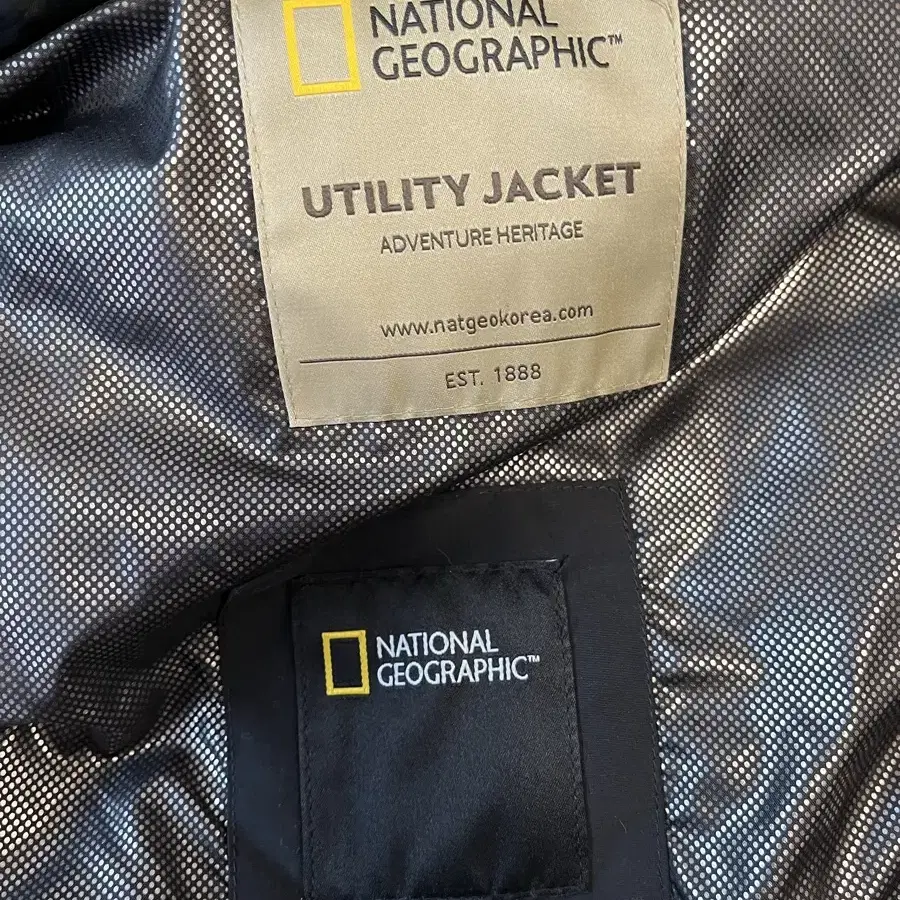 NATIONAL
GEOGRAPHIC™
UTILITY JACKET
ADVENTURE HERITAGE
www.natgeokorea.com
EST. 1888
NATIONAL
GEOGRAPHIC™